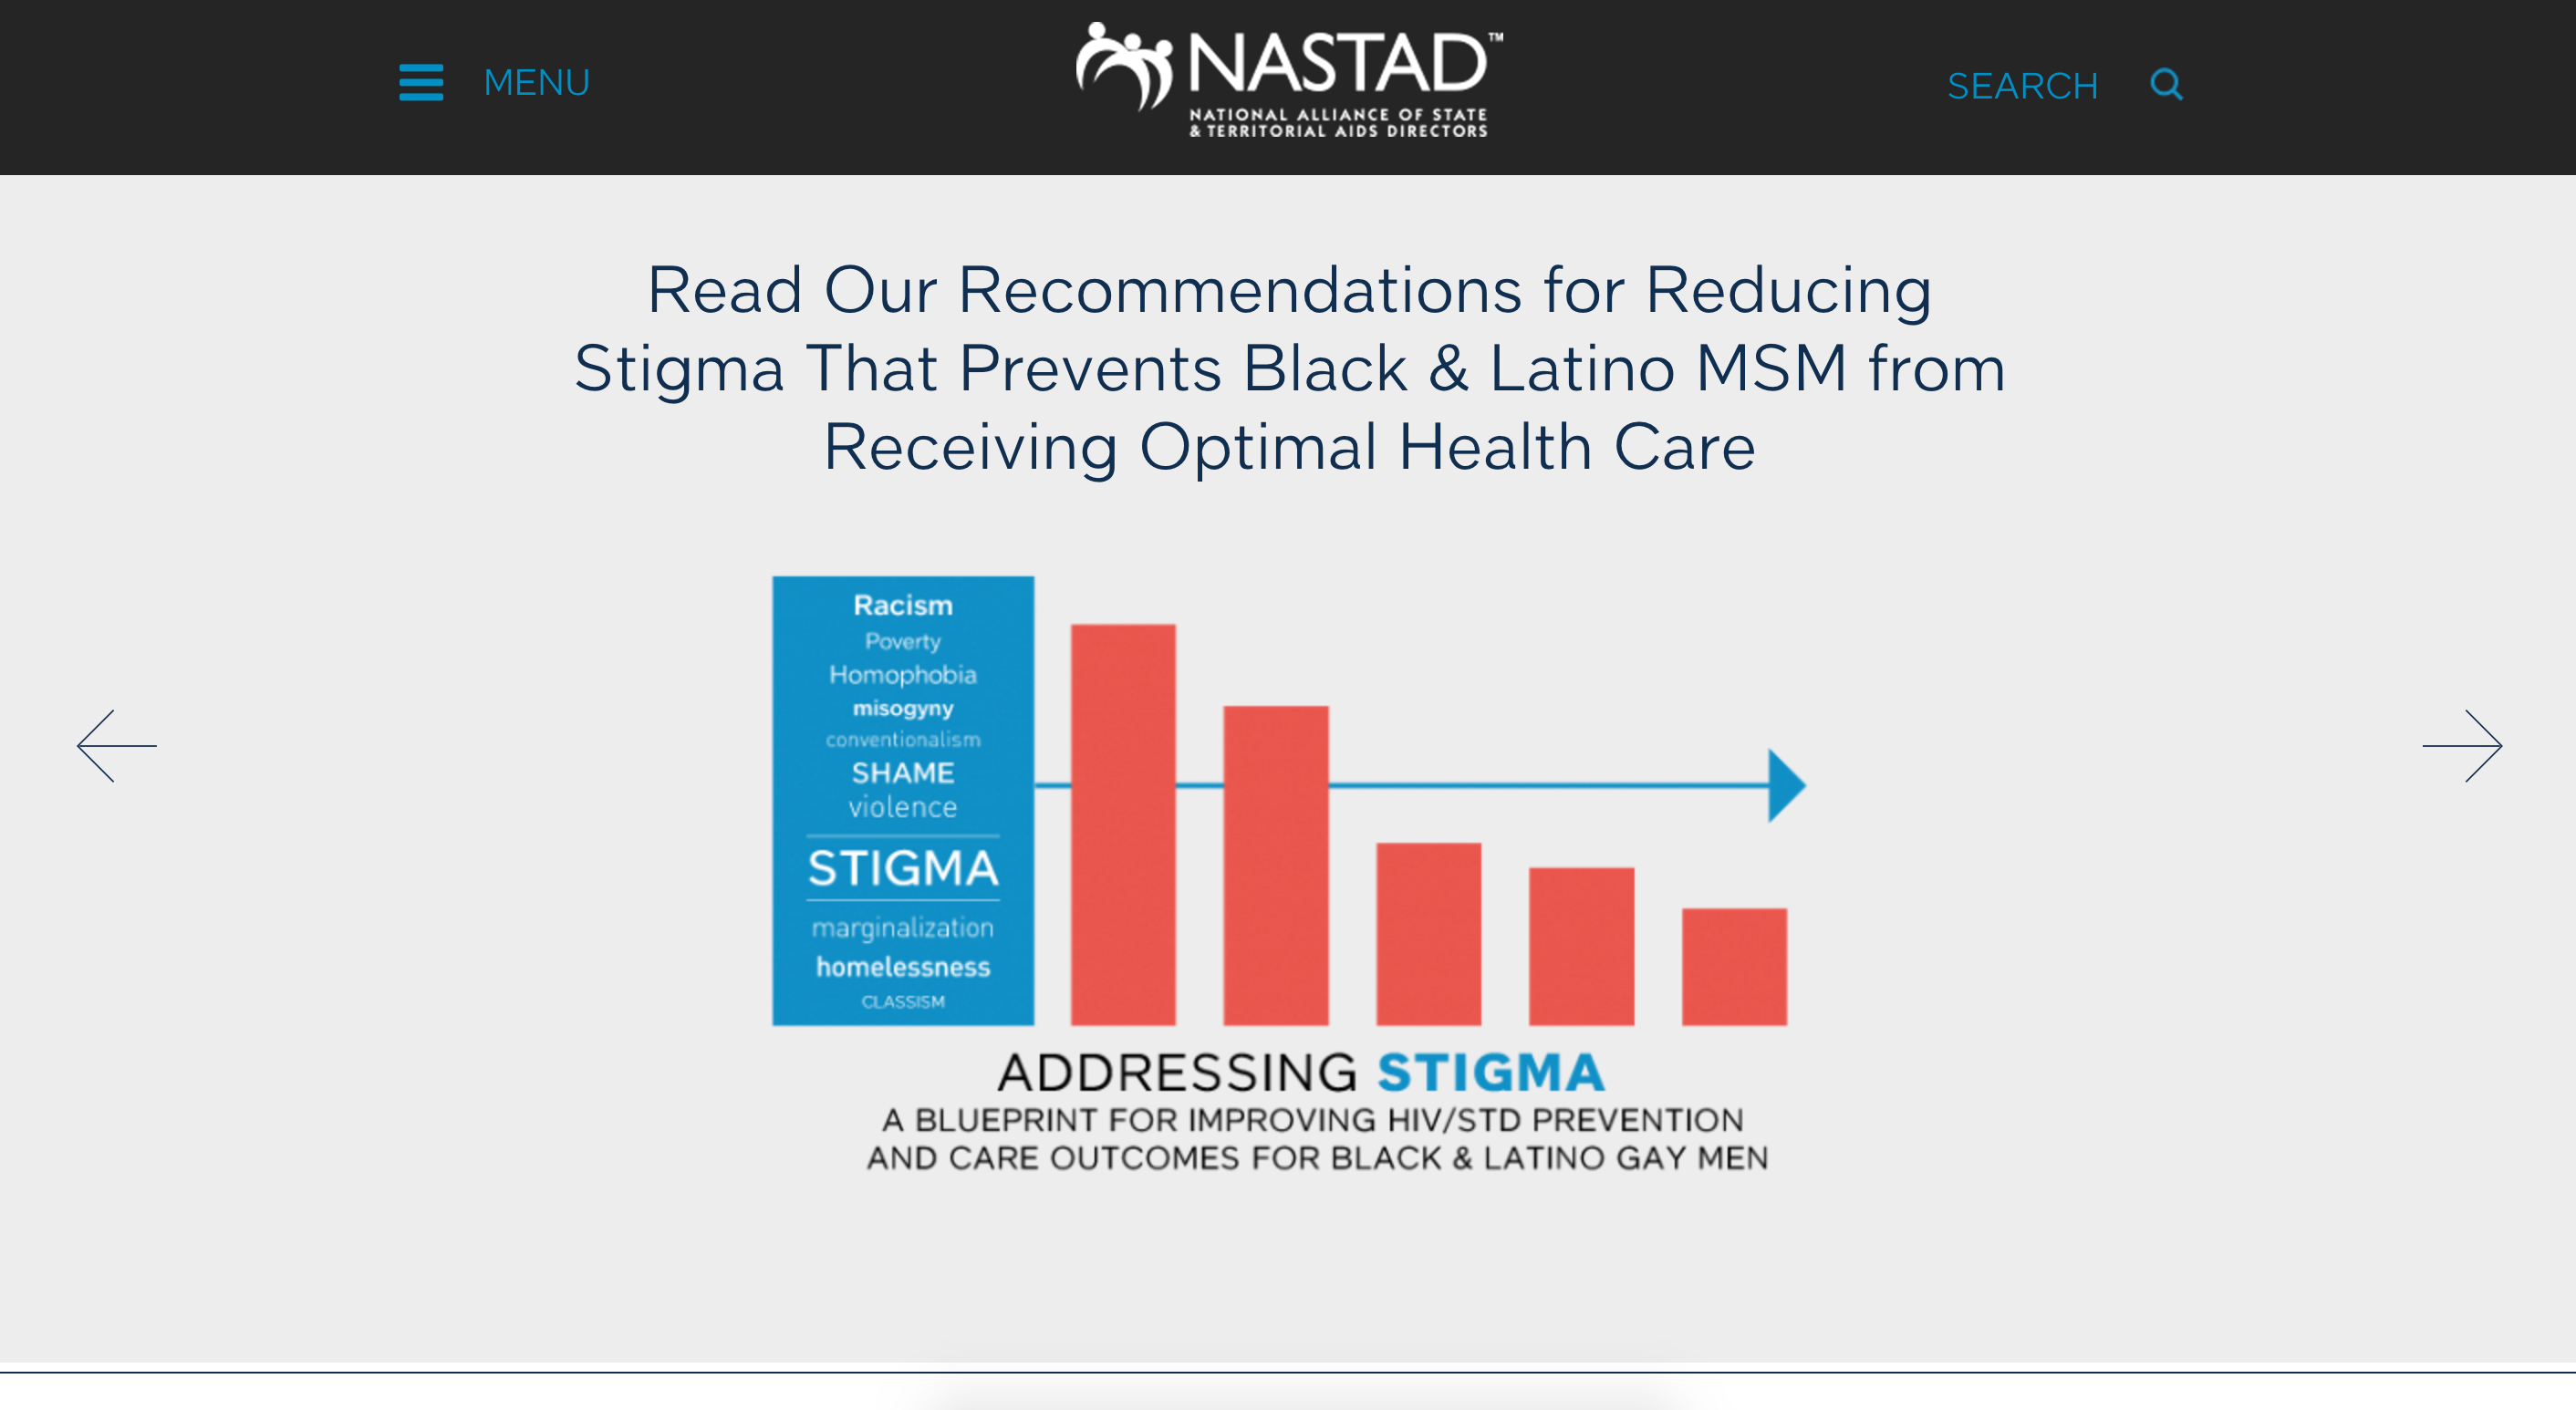 MENU
NASTAD™
NATIONAL ALLIANCE OF STATE
& TERRITORIAL AIDS DIRECTORS
SEARCH
Read Our Recommendations for Reducing
Stigma That Prevents Black & Latino MSM from
Receiving Optimal Health Care
Racism
Poverty
Homophobia
misogyny
conventionalism
SHAME
violence
STIGMA
marginalization
homelessness
CLASSISM
ADDRESSING STIGMA
A BLUEPRINT FOR IMPROVING HIV/STD PREVENTION
AND CARE OUTCOMES FOR BLACK & LATINO GAY MEN